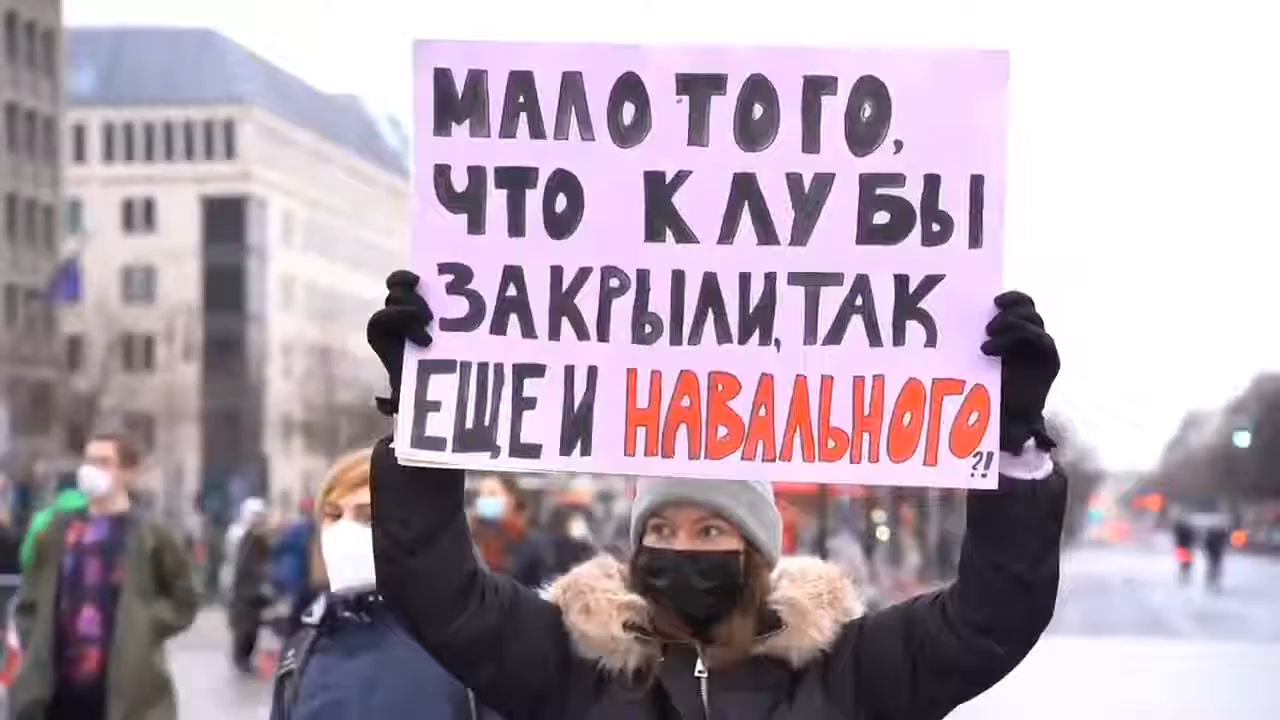 МАЛО ТОГО,
ЧТО КЛУБЫ
ЗАКРЫЛИ, ТАК
ЕЩЕ И НАВАЛЬНОГО?!